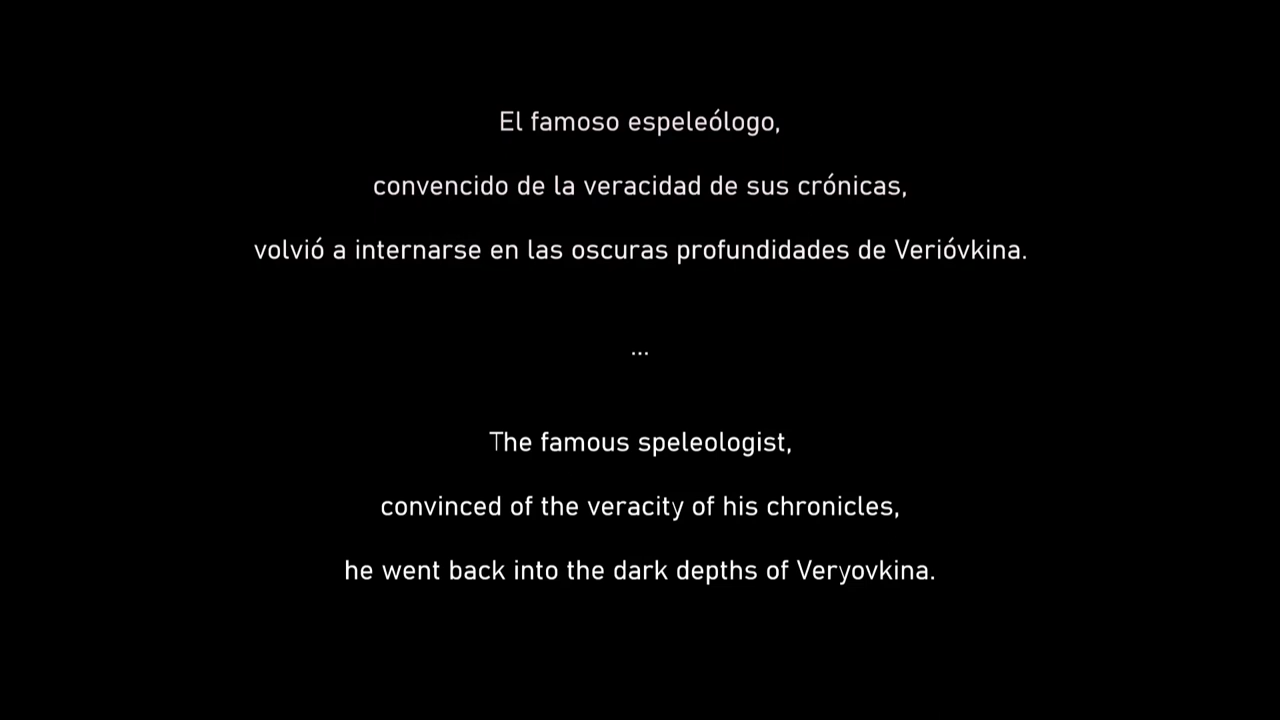 El famoso espeleólogo,
convencido de la veracidad de sus crónicas,
volvió a internarse en las oscuras profundidades de Verióvkina.
...
The famous speleologist,
convinced of the veracity of his chronicles,
he went back into the dark depths of Veryovkina.